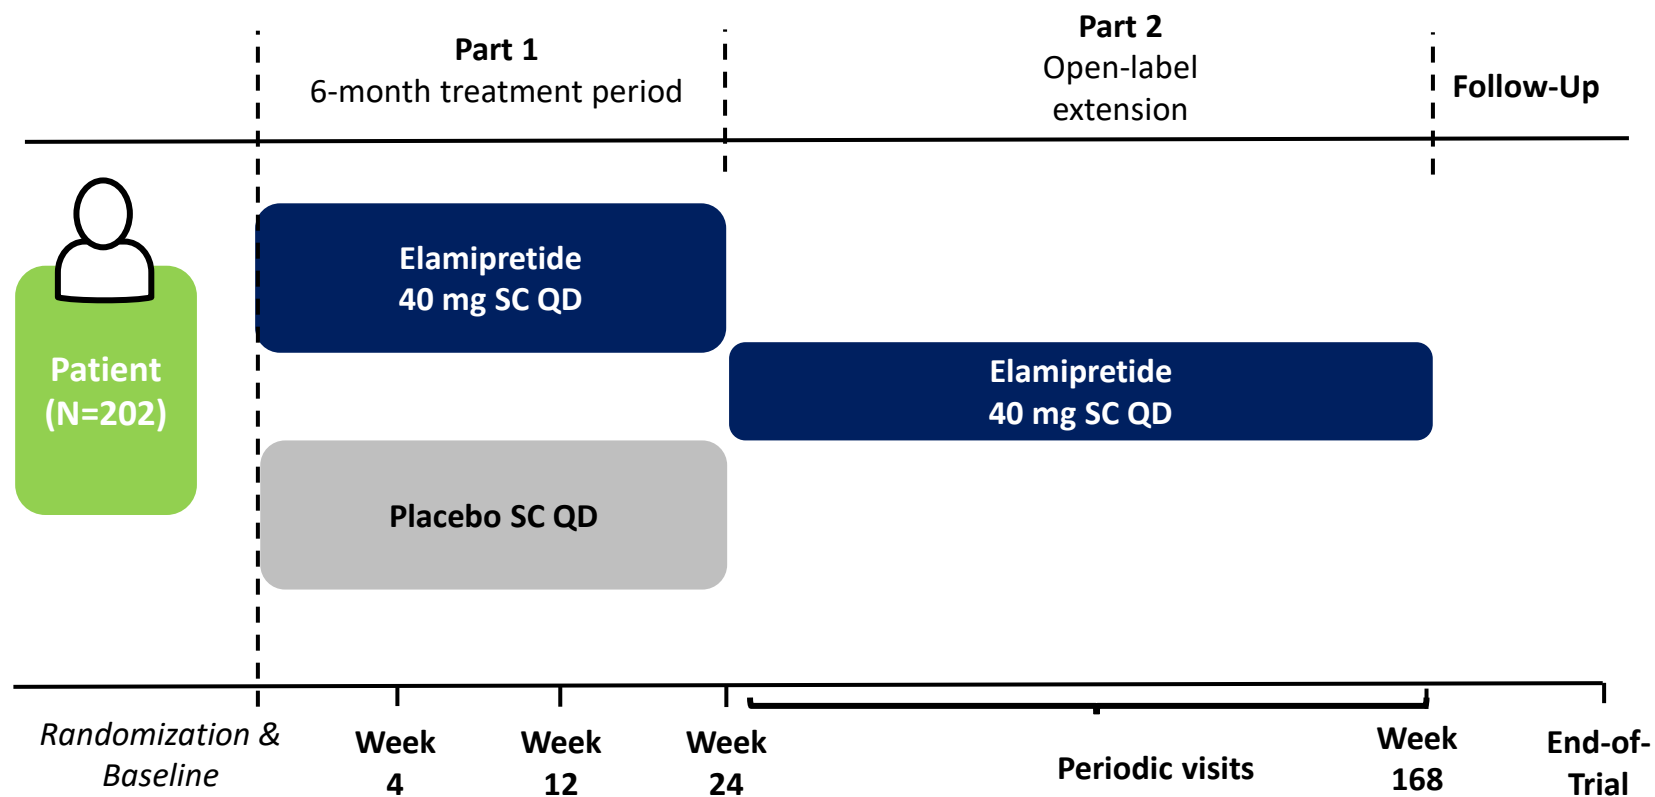 Part 1
6-month treatment period
Part 2
Open-label
extension
Follow-Up
Patient
(N=202)
Elamipretide
40 mg SC QD
Placebo SC QD
Elamipretide
40 mg SC QD
Randomization &
Baseline
Week
4
Week
12
Week
24
Periodic visits
Week
168
End-of-
Trial